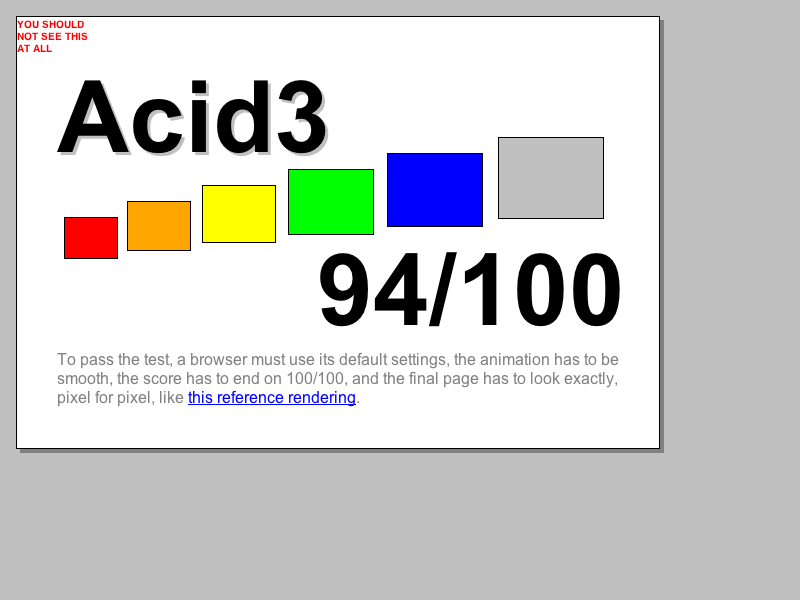 YOU SHOULD
NOT SEE THIS
AT ALL
Acid3
94/100
To pass the test, a browser must use its default settings, the animation has to be
smooth, the score has to end on 100/100, and the final page has to look exactly,
pixel for pixel, like this reference rendering.